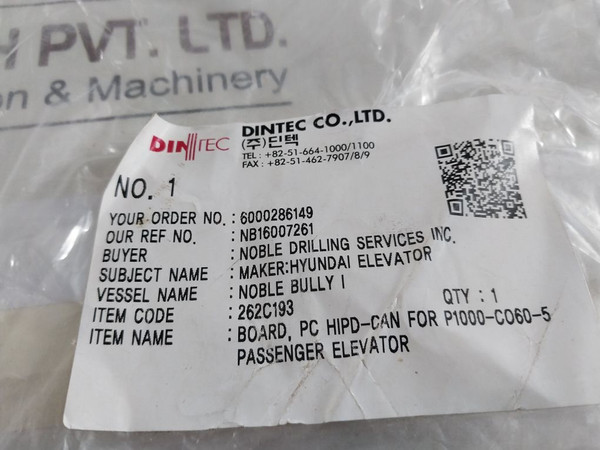 H PVT. LTD.
on & Machinery
DINTEC
DINTEC CO.,LTD.
(주)딘텍
TEL : +82-51-664-1000/1100
FAX : +82-51-462-7907/8/9
NO. 1
YOUR ORDER NO. : 6000286149
OUR REF NO. : NB16007261
BUYER : NOBLE DRILLING SERVICES INC.
SUBJECT NAME : MAKER:HYUNDAI ELEVATOR
VESSEL NAME : NOBLE BULLY I
ITEM CODE : 262C193 QTY : 1
ITEM NAME : BOARD, PC HIPD-CAN FOR P1000-CO60-5
PASSENGER ELEVATOR